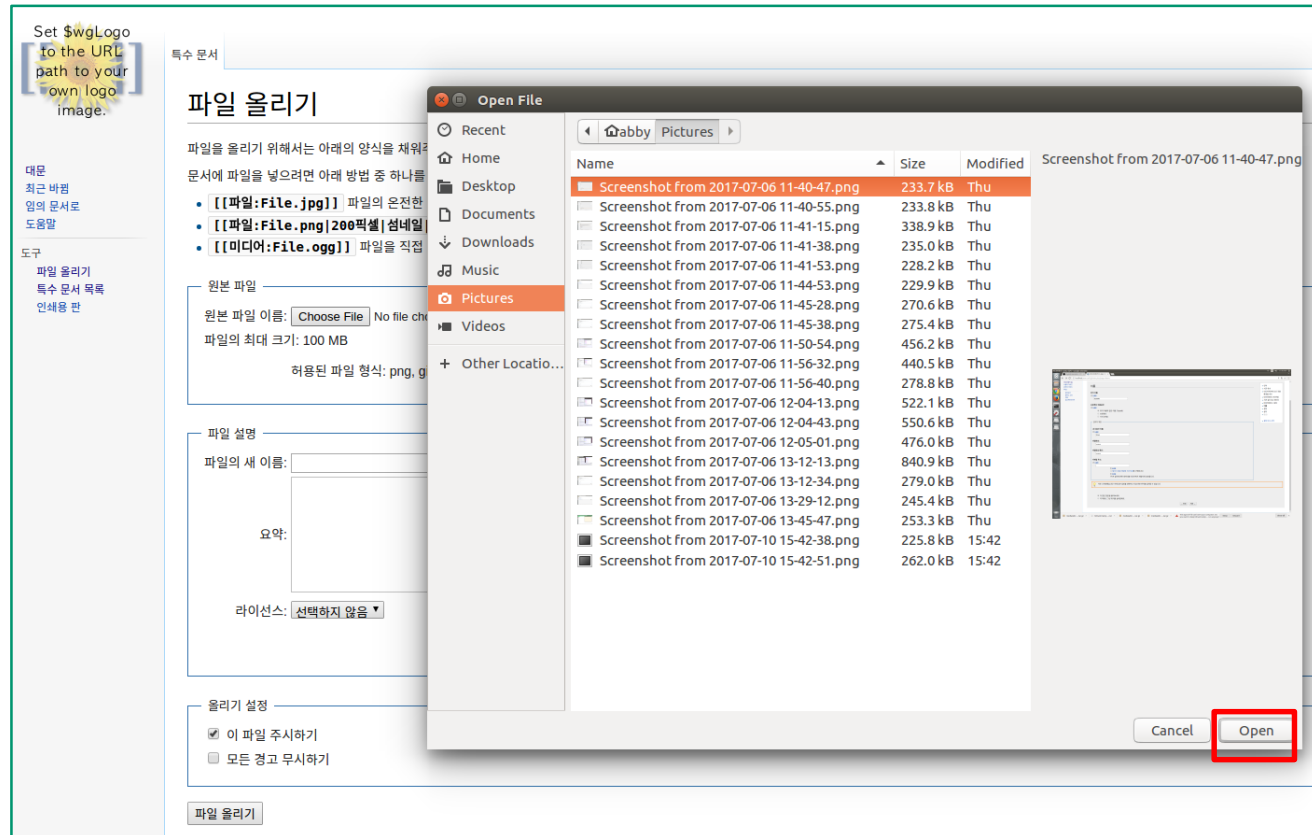 Set $wgLogo
to the URL
path to your
own logo
image.
대문
최근 바뀜
임의 문서로
도움말
도구
파일 올리기
특수 문서 목록
인쇄용 판
특수 문서
파일 올리기
파일을 올리기 위해서는 아래의 양식을
문서에 파일을 넣으려면 아래 방법 중 하나를
[[파일:File.jpg]] 파일의 온전한
[[파일:File.png|200픽셀|섬네일|
[[미디어:File.ogg]] 파일을 직접
원본 파일
원본 파일 이름: Choose File No file
파일의 최대 크기: 100 MB
허용된 파일 형식: png,
파일 설명
파일의 새 이름:
요약:
라이선스: 선택하지 않음
올리기 설정
이 파일 주시하기
모든 경고 무시하기
파일 올리기
Open File
Recent
Home
Desktop
Documents
Downloads
Music
Pictures
Videos
+ Other Locatio...
abby Pictures
Name Size Modified
Screenshot from 2017-07-06 11-40-47.png 233.7 kB Thu
Screenshot from 2017-07-06 11-40-55.png 233.8 kB Thu
Screenshot from 2017-07-06 11-41-15.png 338.9 kB Thu
Screenshot from 2017-07-06 11-41-38.png 235.0 kB Thu
Screenshot from 2017-07-06 11-41-53.png 228.2 kB Thu
Screenshot from 2017-07-06 11-44-53.png 229.9 kB Thu
Screenshot from 2017-07-06 11-45-28.png 270.6 kB Thu
Screenshot from 2017-07-06 11-45-38.png 275.4 kB Thu
Screenshot from 2017-07-06 11-50-54.png 456.2 kB Thu
Screenshot from 2017-07-06 11-56-32.png 440.5 kB Thu
Screenshot from 2017-07-06 11-56-40.png 278.8 kB Thu
Screenshot from 2017-07-06 12-04-13.png 522.1 kB Thu
Screenshot from 2017-07-06 12-04-43.png 550.6 kB Thu
Screenshot from 2017-07-06 12-05-01.png 476.0 kB Thu
Screenshot from 2017-07-06 13-12-13.png 840.9 kB Thu
Screenshot from 2017-07-06 13-12-34.png 279.0 kB Thu
Screenshot from 2017-07-06 13-29-12.png 245.4 kB Thu
Screenshot from 2017-07-06 13-45-47.png 253.3 kB Thu
Screenshot from 2017-07-10 15-42-38.png 225.8 kB 15:42
Screenshot from 2017-07-10 15-42-51.png 262.0 kB 15:42
Screenshot from 2017-07-06 11-40-47.png
Cancel
Open